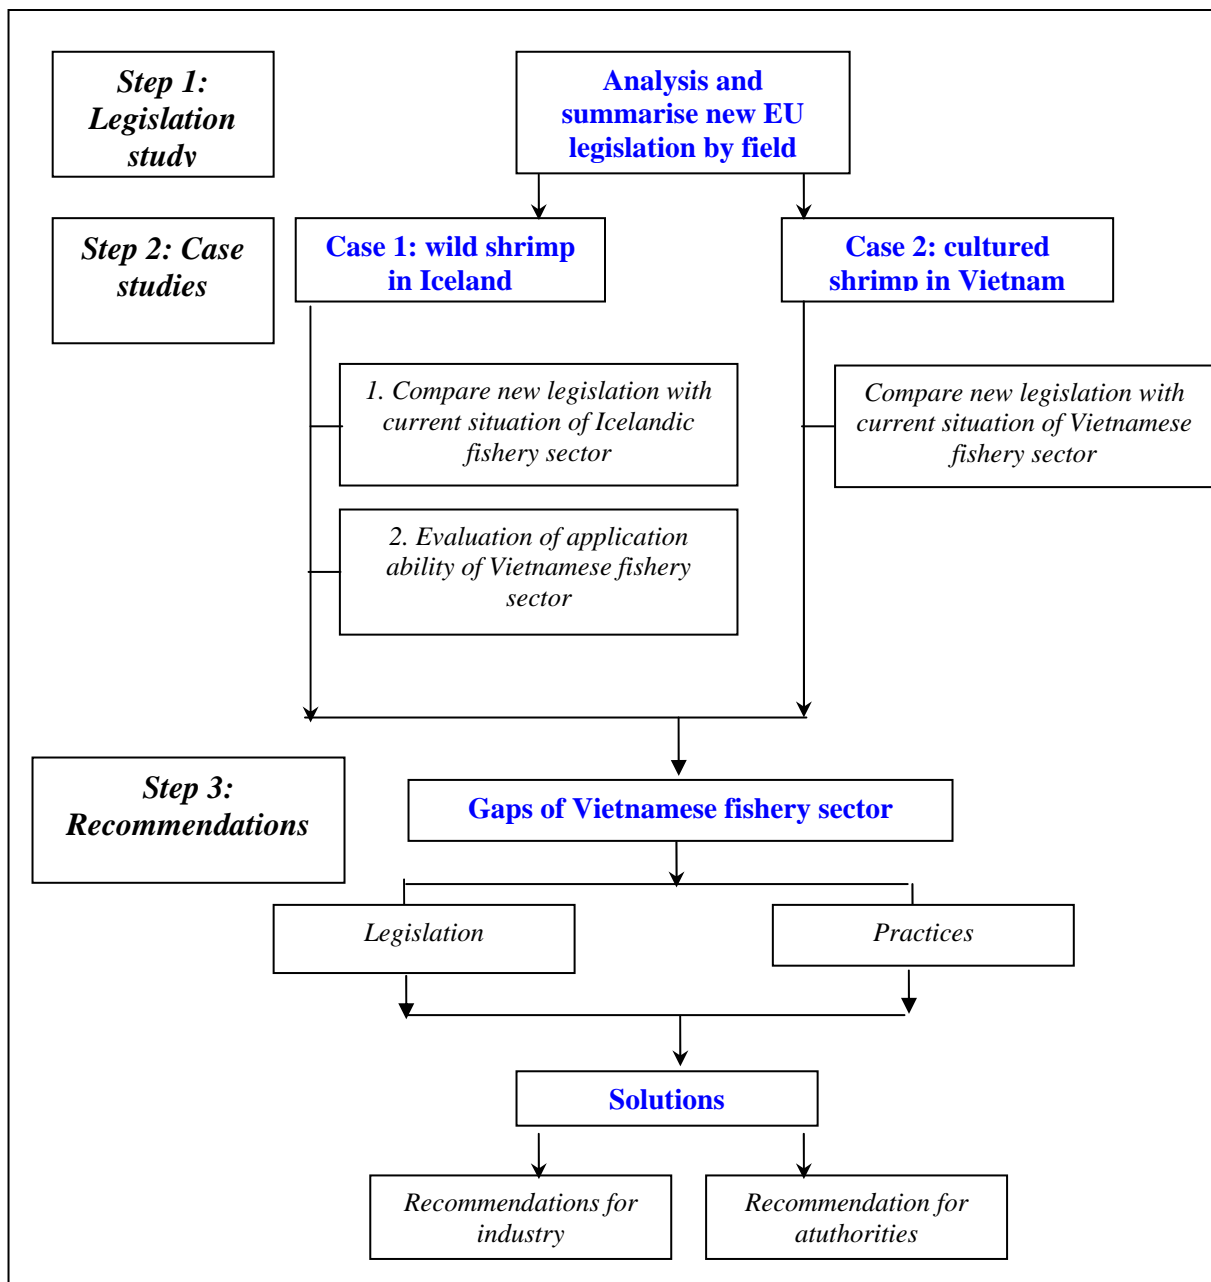 Step 1:
Legislation
study
Analysis and
summarise new EU
legislation by field
Step 2: Case
studies
Case 1: wild shrimp
in Iceland
Case 2: cultured
shrimp in Vietnam
1. Compare new legislation with
current situation of Icelandic
fishery sector
Compare new legislation with
current situation of Vietnamese
fishery sector
2. Evaluation of application
ability of Vietnamese fishery
sector
Step 3:
Recommendations
Gaps of Vietnamese fishery sector
Legislation
Practices
Solutions
Recommendations for
industry
Recommendation for
atuthorities